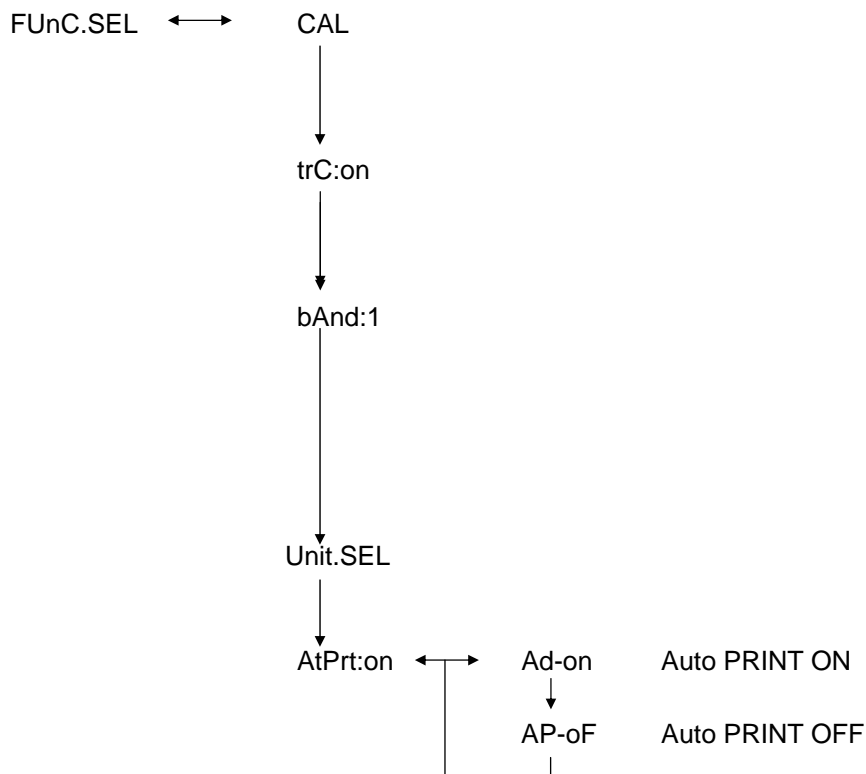 FUnC.SEL CAL
trC:on
bAnd:1
Unit.SEL
AtPrt:on Ad-on Auto PRINT ON
AP-oF Auto PRINT OFF